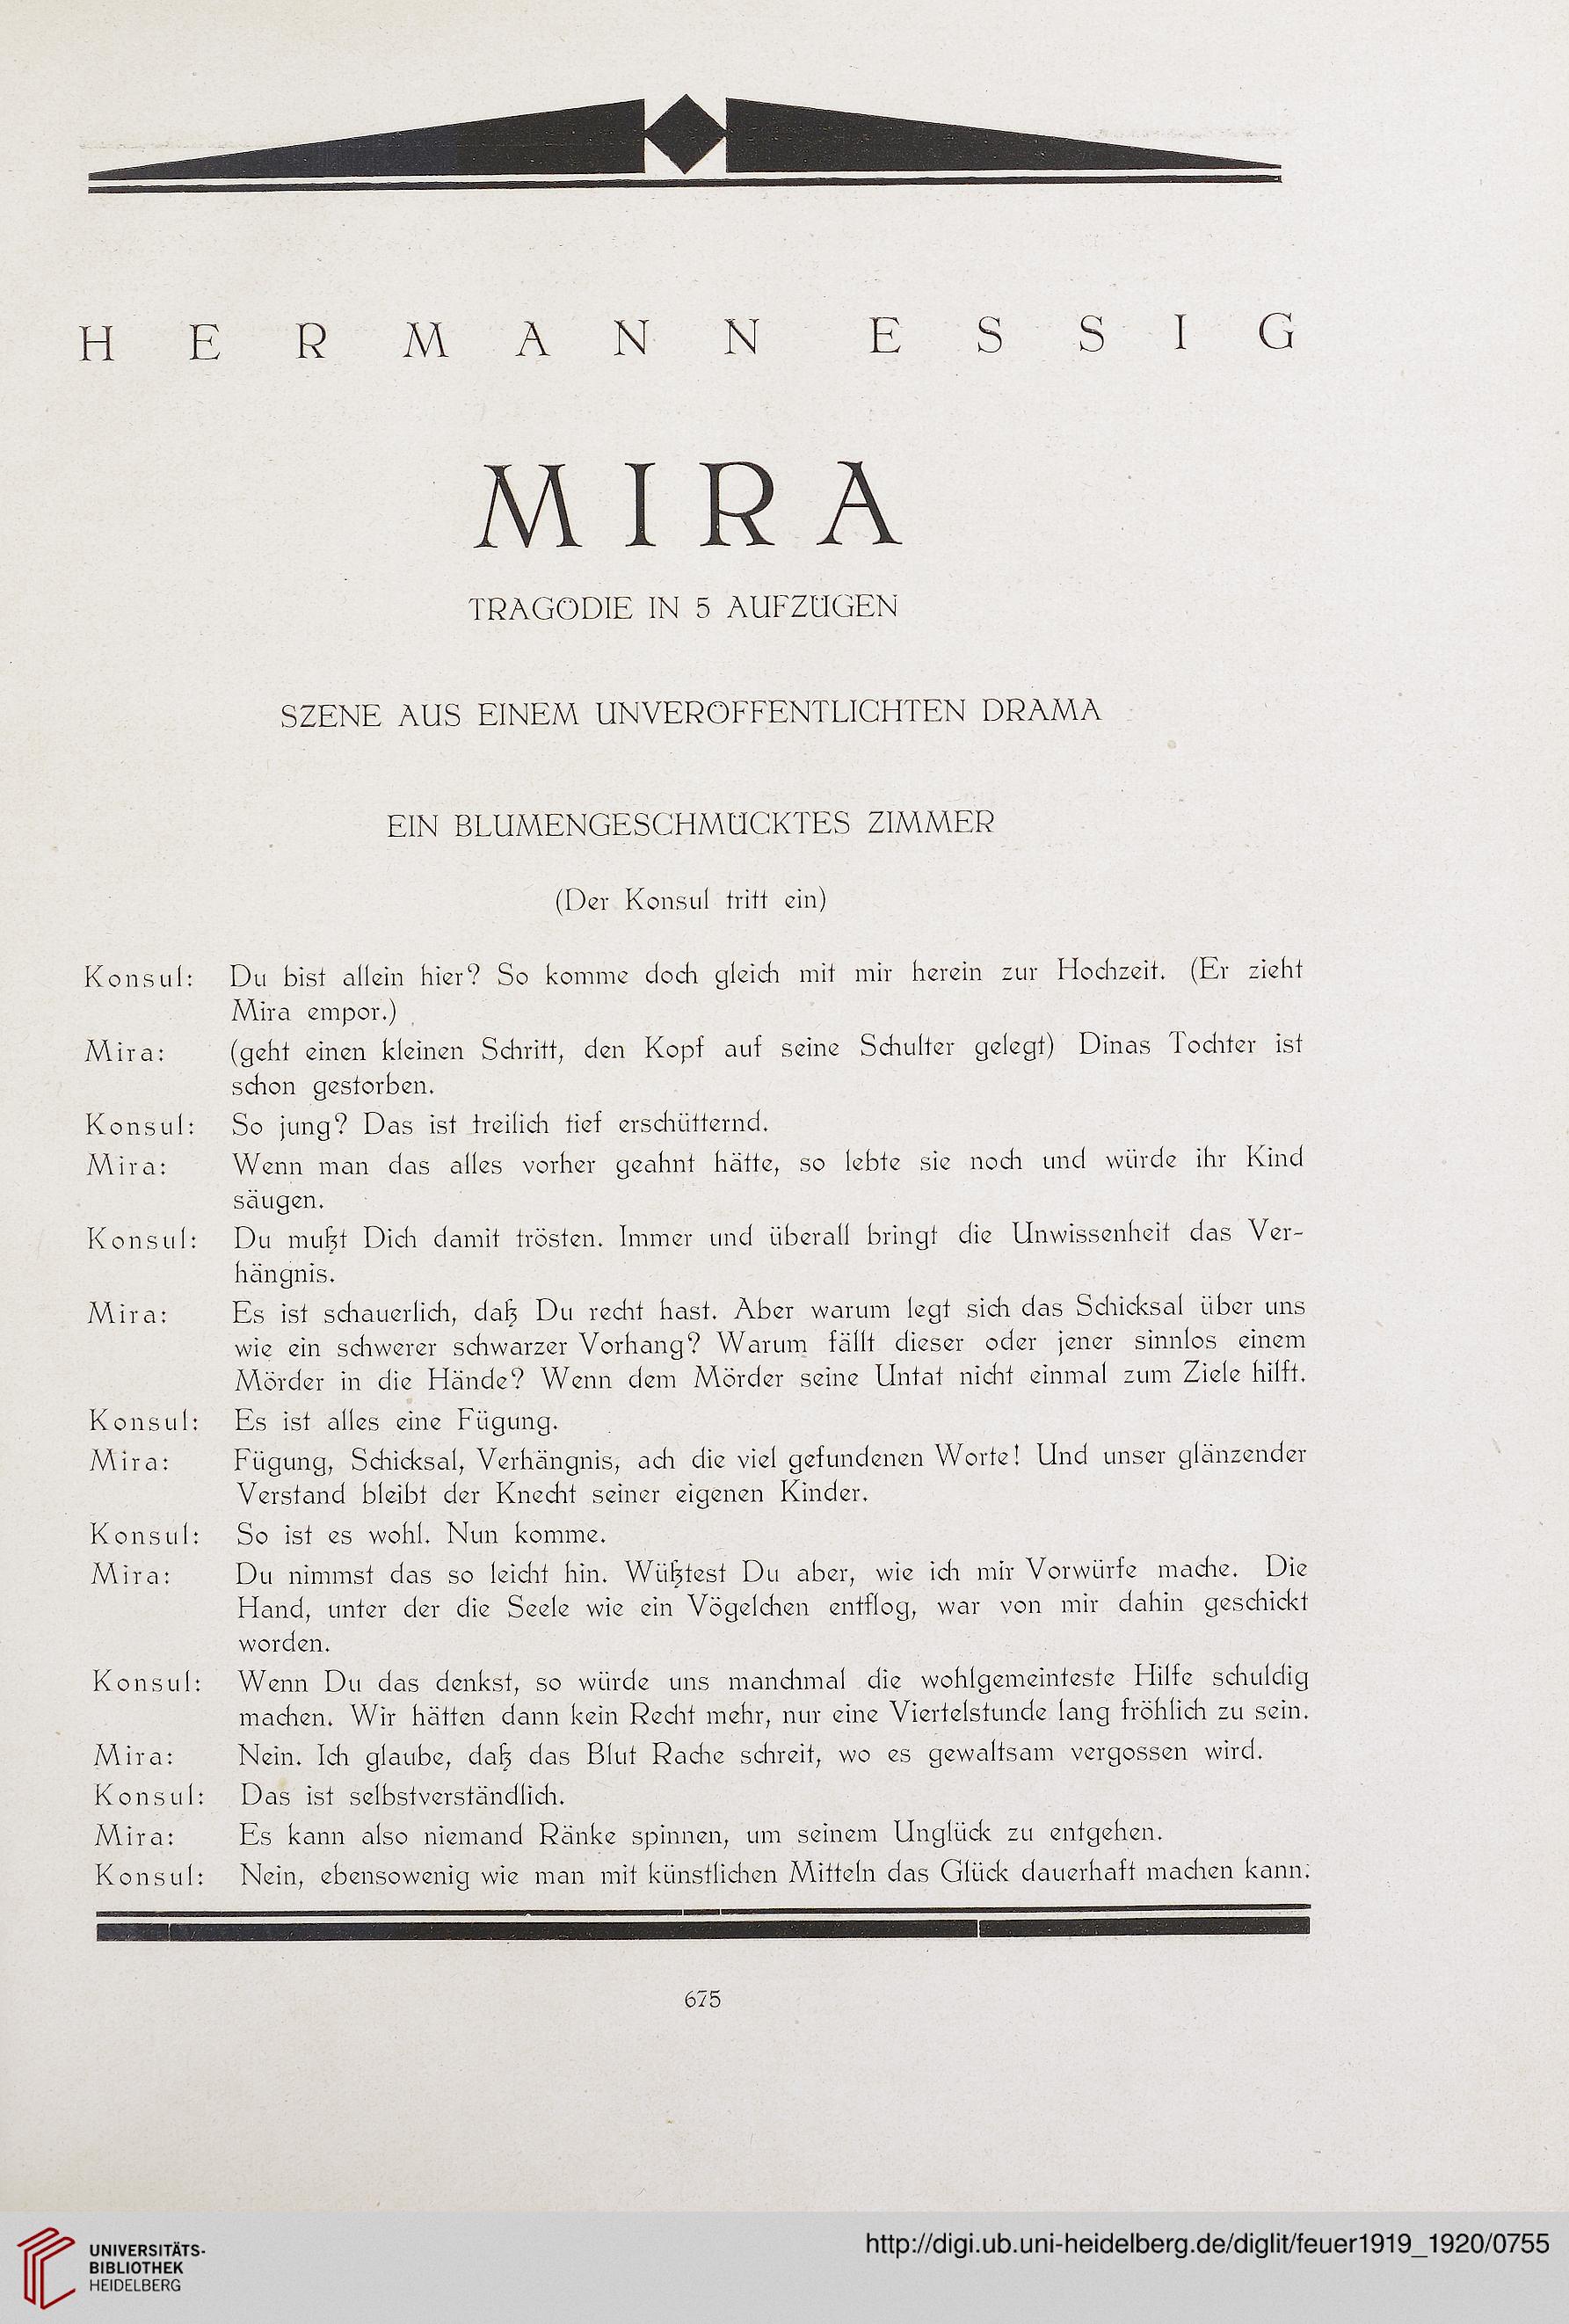 HERMANN ESSIG
MIRA
TRAGÖDIE IN 5 AUFZÜGEN
SZENE AUS EINEM UNVERÖFFENTLICHTEN DRAMA
EIN BLUMENGESCHMÜCKTES ZIMMER
(Der Konsul tritt ein)
Konsul: Du bist allein hier? So komme doch gleich mit mir herein zur Hochzeit. (Er zieht
Mira empor.)
Mira: (geht einen kleinen Schritt, den Kopf auf seine Schulter gelegt) Dinas Tochter ist
schon gestorben.
Konsul: So jung? Das ist freilich tief erschütternd.
Mira: Wenn man das alles vorher geahnt hätte, so lebte sie noch und würde ihr Kind
säugen.
Konsul: Du mußt Dich damit trösten. Immer und überall bringt die Unwissenheit das Ver-
hängnis.
Mira: Es ist schauerlich, daß Du recht hast. Aber warum legt sich das Schicksal über uns
wie ein schwerer schwarzer Vorhang? Warum fällt dieser oder jener sinnlos einem
Mörder in die Hände? Wenn dem Mörder seine Untat nicht einmal zum Ziele hilft.
Konsul: Es ist alles eine Fügung.
Mira: Fügung, Schicksal, Verhängnis, ach die viel gefundenen Worte! Und unser glänzender
Verstand bleibt der Knecht seiner eigenen Kinder.
Konsul: So ist es wohl. Nun komme.
Mira: Du nimmst das so leicht hin. Wüßtest Du aber, wie ich mir Vorwürfe mache. Die
Hand, unter der die Seele wie ein Vögelchen entflog, war von mir dahin geschickt
worden.
Konsul: Wenn Du das denkst, so würde uns manchmal die wohlgemeinteste Hilfe schuldig
machen. Wir hätten dann kein Recht mehr, nur eine Viertelstunde lang fröhlich zu sein.
Mira: Nein. Ich glaube, daß das Blut Rache schreit, wo es gewaltsam vergossen wird.
Konsul: Das ist selbstverständlich.
Mira: Es kann also niemand Ränke spinnen, um seinem Unglück zu entgehen.
Konsul: Nein, ebensowenig wie man mit künstlichen Mitteln das Glück dauerhaft machen kann.
675
UNIVERSITÄTS-
BIBLIOTHEK
HEIDELBERG
http://digi.ub.uni-heidelberg.de/diglit/feuer1919_1920/0755